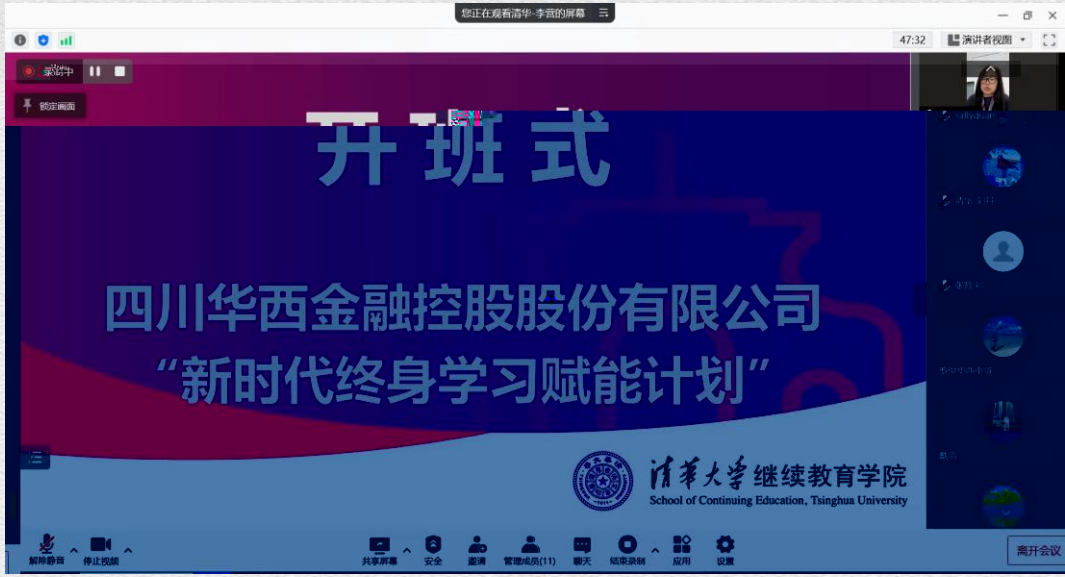 您正在观看清华-李营的屏幕
47:32
演讲者视图
录制中
锁定画面
开班式
四川华西金融控股股份有限公司
“新时代终身学习赋能计划”
清华大学继续教育学院
School of Continuing Education, Tsinghua University
解除静音
停止视频
共享屏幕
安全
邀请
管理成员(11)
聊天
结束录制
应用
设置
离开会议